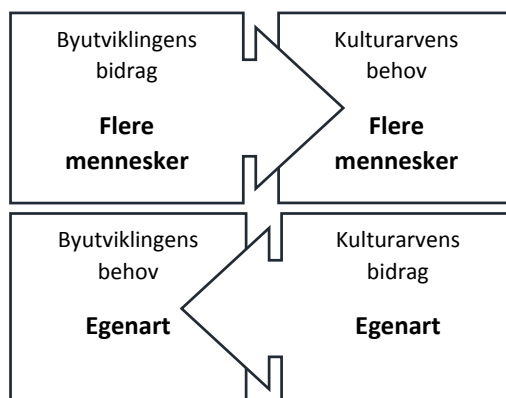 Byutviklingens
bidrag
Flere
mennesker
Kulturarvens
behov
Flere
mennesker
Byutviklingens
behov
Egenart
Kulturarvens
bidrag
Egenart